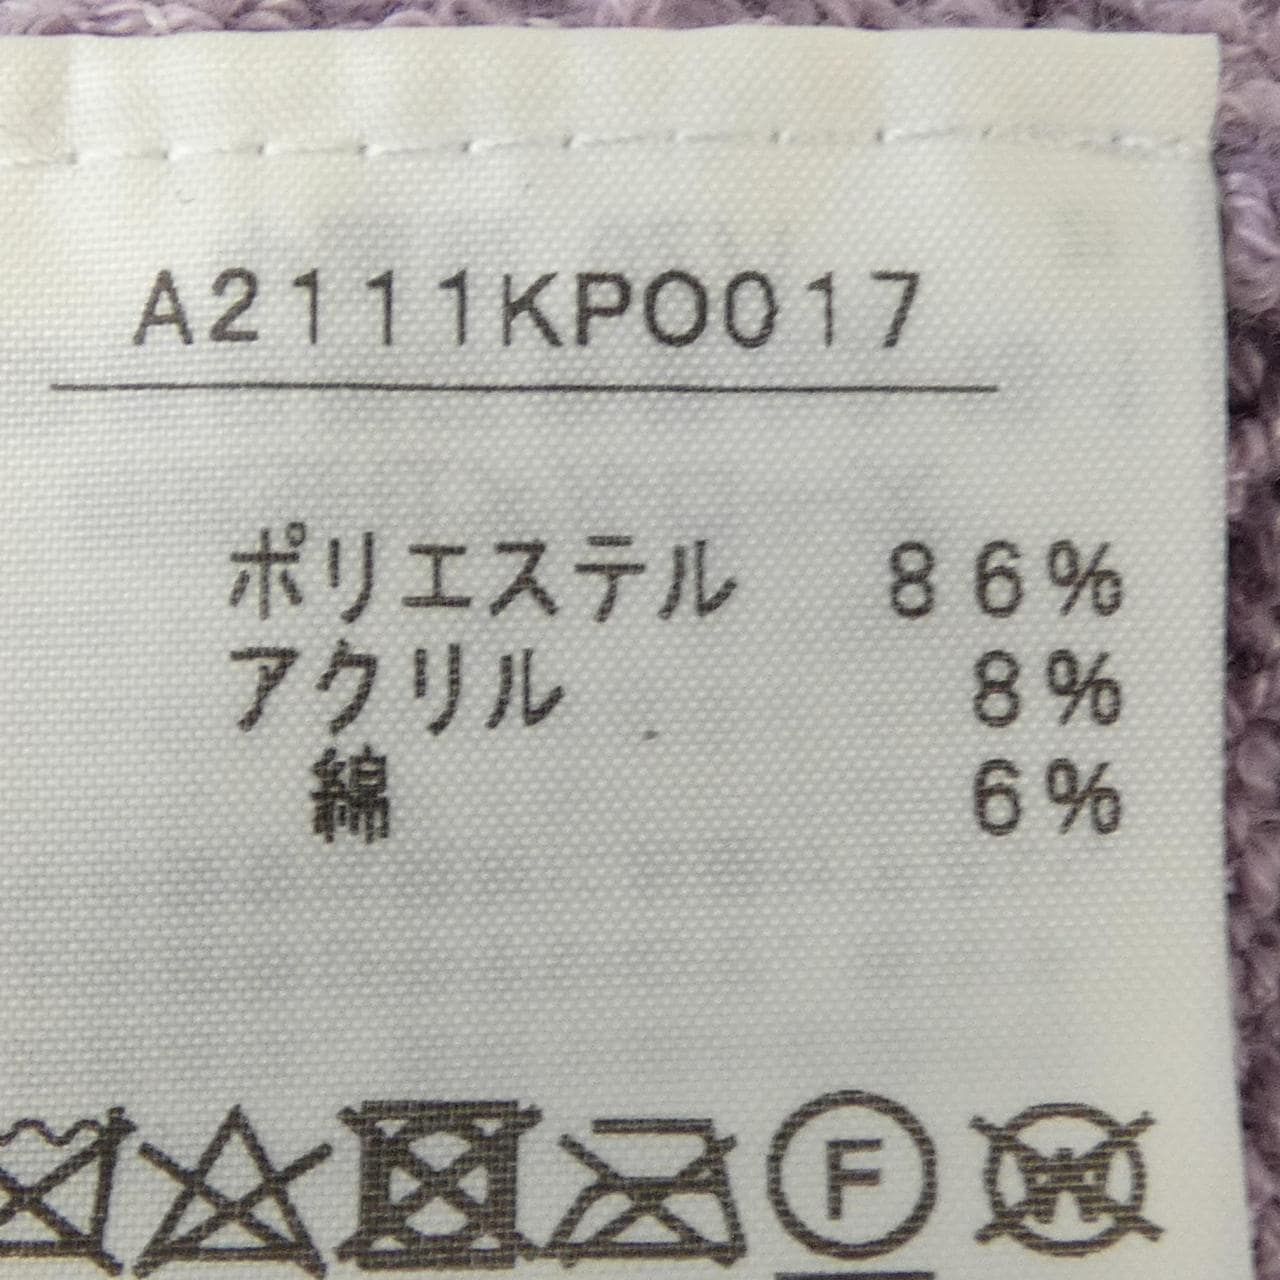 A2111KPO017
ポリエステル 86%
アクリル 8%
綿 6%
F W